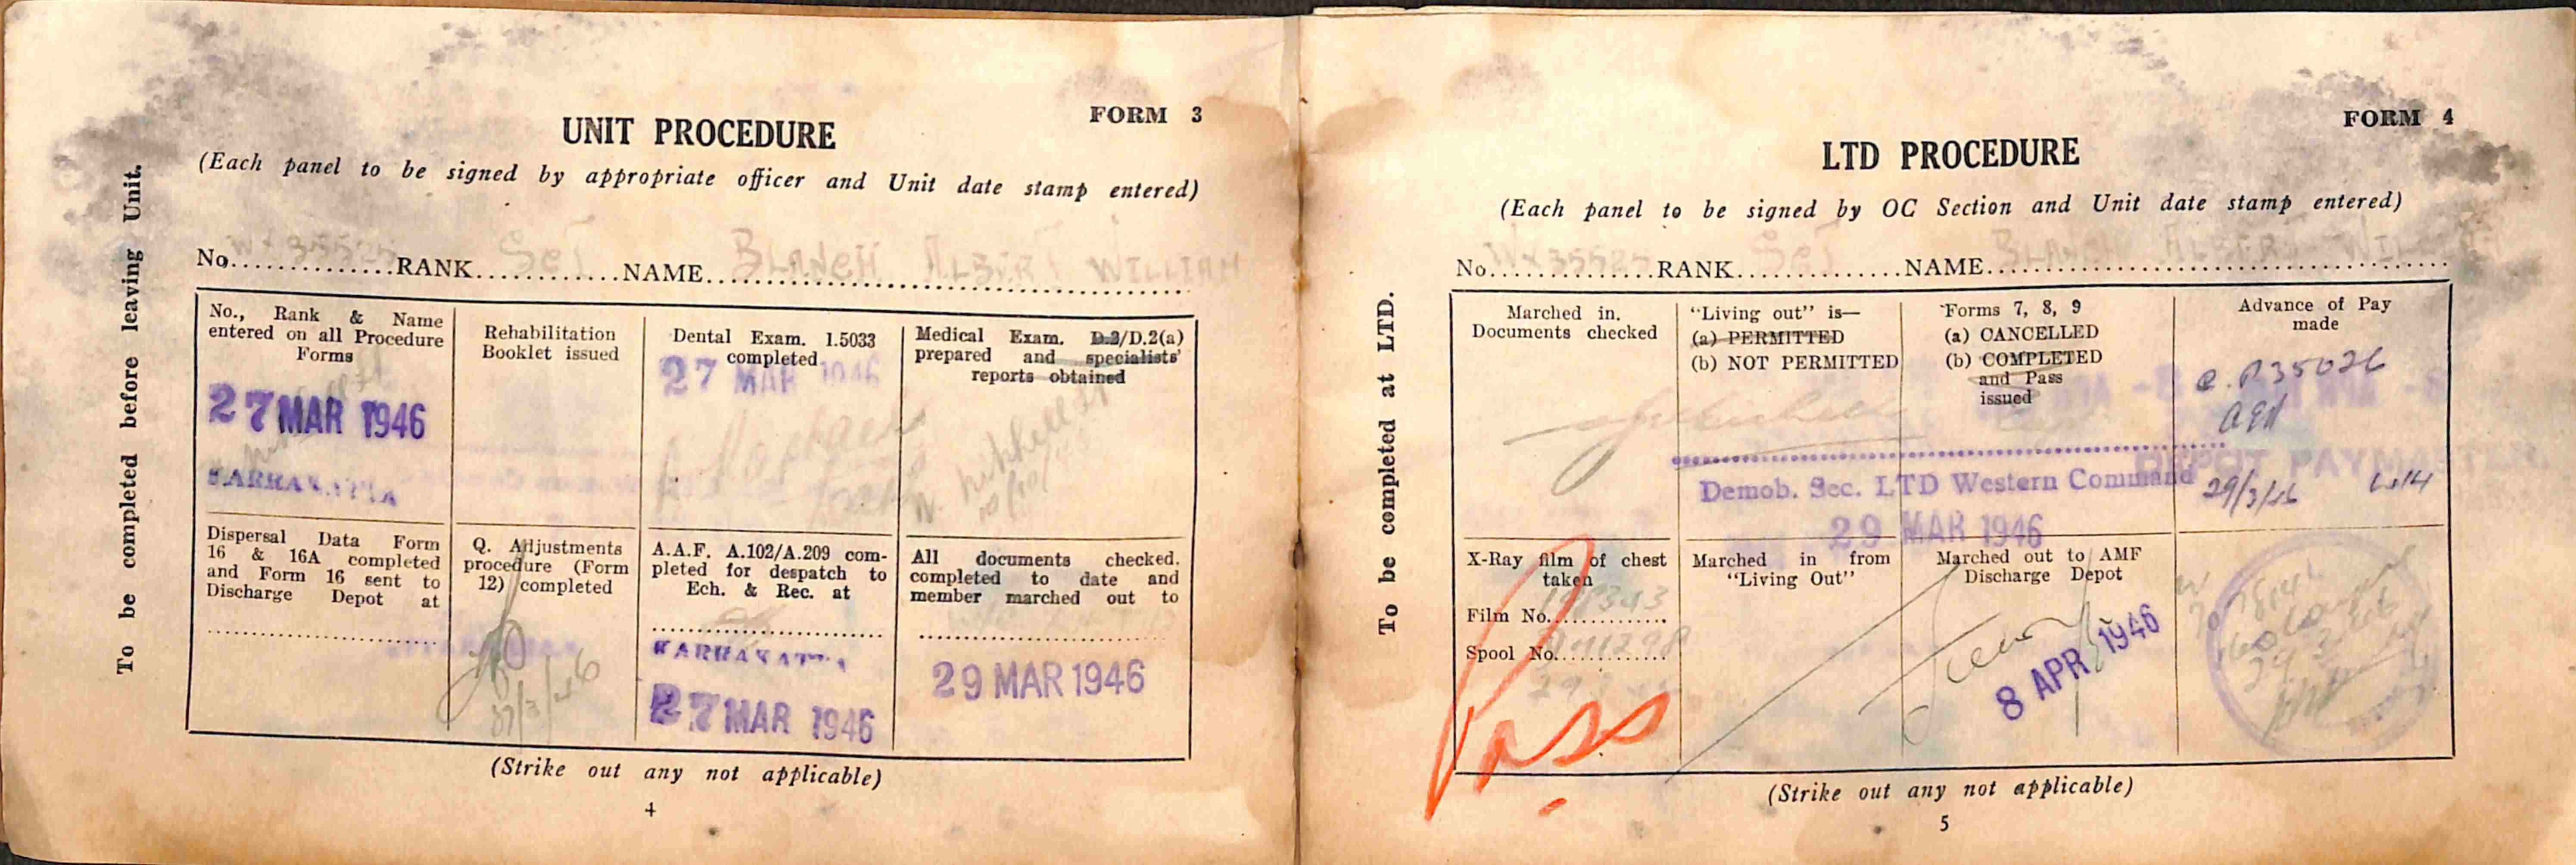 FORM 3
UNIT PROCEDURE
(Each panel to be signed by appropriate officer and Unit date stamp entered)
To be completed before leaving Unit.
No. WX35525 RANK SGT NAME BLANCH ALBERT WILLIAM
No., Rank & Name
entered on all Procedure
Forms
27 MAR 1946
KARRAKATTA
Rehabilitation
Booklet issued
Dental Exam. 1.5033
completed
27 MAR 1946
Medical Exam. D.2/D.2(a)
prepared and specialists'
reports obtained
Dispersal Data Form
16 & 16A completed
and Form 16 sent to
Discharge Depot at
Q. Adjustments
procedure (Form
12) completed
27/3/46
A.A.F. A.102/A.209 com-
pleted for despatch to
Ech. & Rec. at
KARRAKATTA
27 MAR 1946
All documents checked,
completed to date and
member marched out to
29 MAR 1946
(Strike out any not applicable)
4
FORM 4
LTD PROCEDURE
(Each panel to be signed by OC Section and Unit date stamp entered)
To be completed at LTD.
No. WX35525 RANK SGT NAME BLANCH ALBERT WILL
Marched in.
Documents checked
"Living out" is—
(a) PERMITTED
(b) NOT PERMITTED
Forms 7, 8, 9
(a) CANCELLED
(b) COMPLETED
and Pass
issued
Advance of Pay
made
35026
DEPOT PAYMASTER
29/3/46
Demob. Sec. LTD Western Command
29 MAR 1946
X-Ray film of chest
taken
Film No.
Spool No.
Pass
Marched in from
"Living Out"
Marched out to AMF
Discharge Depot
8 APR 1946
(Strike out any not applicable)
5